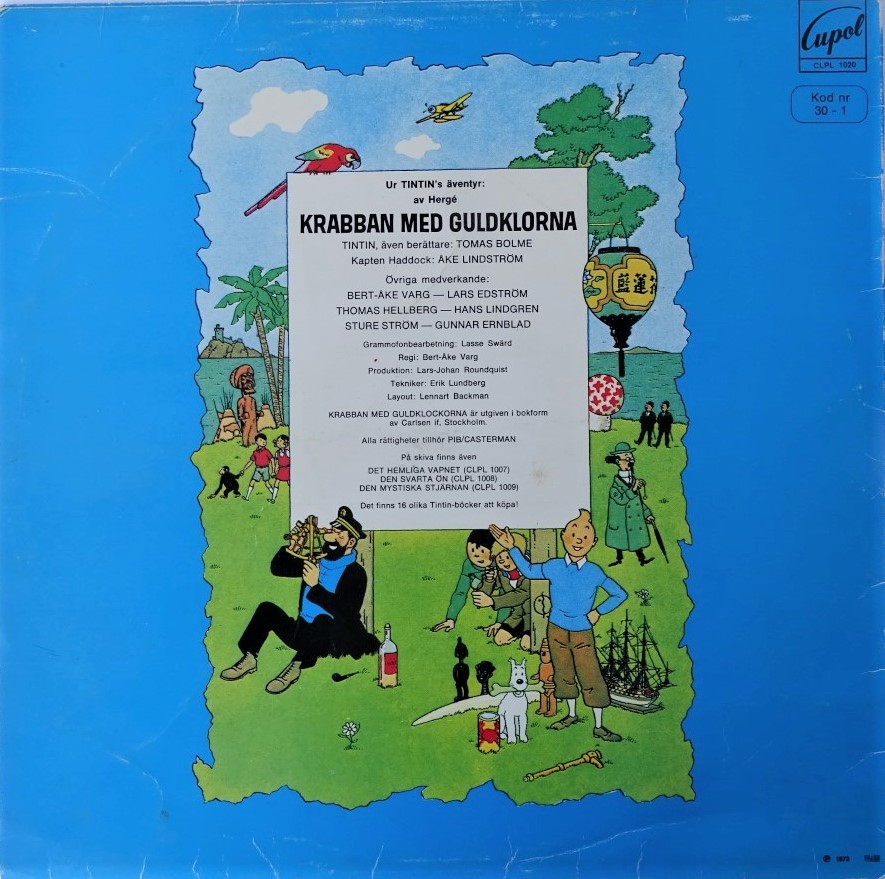 Cupol
CLPL 1020
Kod nr
30 - 1
Ur TINTIN's äventyr:
av Hergé
KRABBAN MED GULDKLORNA
TINTIN, även berättare: TOMAS BOLME
Kapten Haddock: ÅKE LINDSTRÖM
Övriga medverkande:
BERT-ÅKE VARG — LARS EDSTRÖM
THOMAS HELLBERG — HANS LINDGREN
STURE STRÖM — GUNNAR ERNBLAD
Grammofonbearbetning: Lasse Swärd
Regi: Bert-Åke Varg
Produktion: Lars-Johan Roundquist
Tekniker: Erik Lundberg
Layout: Lennart Backman
KRABBAN MED GULDKLOCKORNA är utgiven i bokform
av Carlsen if, Stockholm.
Alla rättigheter tillhör PIB/CASTERMAN
På skiva finns även
DET HEMLIGA VAPNET (CLPL 1007)
DEN SVARTA ÖN (CLPL 1008)
DEN MYSTISKA STJÄRNAN (CLPL 1009)
Det finns 16 olika Tintin-böcker att köpa!
藍蓮
℗ 1973